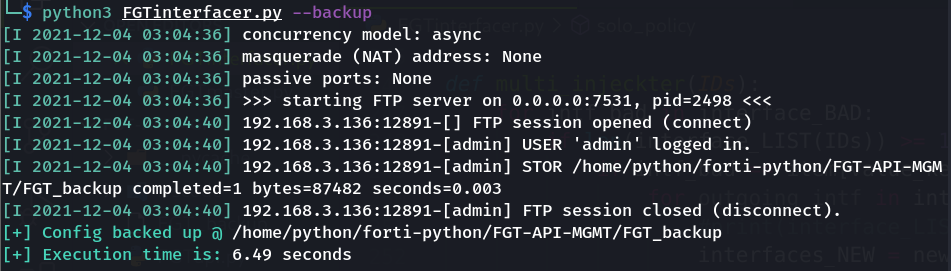 └─$ python3 FGTinterfacer.py --backup
[I 2021-12-04 03:04:36] concurrency model: async
[I 2021-12-04 03:04:36] masquerade (NAT) address: None
[I 2021-12-04 03:04:36] passive ports: None
[I 2021-12-04 03:04:36] >>> starting FTP server on 0.0.0.0:7531, pid=2498 <<<
[I 2021-12-04 03:04:40] 192.168.3.136:12891-[] FTP session opened (connect)
[I 2021-12-04 03:04:40] 192.168.3.136:12891-[admin] USER 'admin' logged in.
[I 2021-12-04 03:04:40] 192.168.3.136:12891-[admin] STOR /home/python/forti-python/FGT-API-MGM
T/FGT_backup completed=1 bytes=87482 seconds=0.003
[I 2021-12-04 03:04:40] 192.168.3.136:12891-[admin] FTP session closed (disconnect).
[+] Config backed up @ /home/python/forti-python/FGT-API-MGMT/FGT_backup
[+] Execution time is: 6.49 seconds